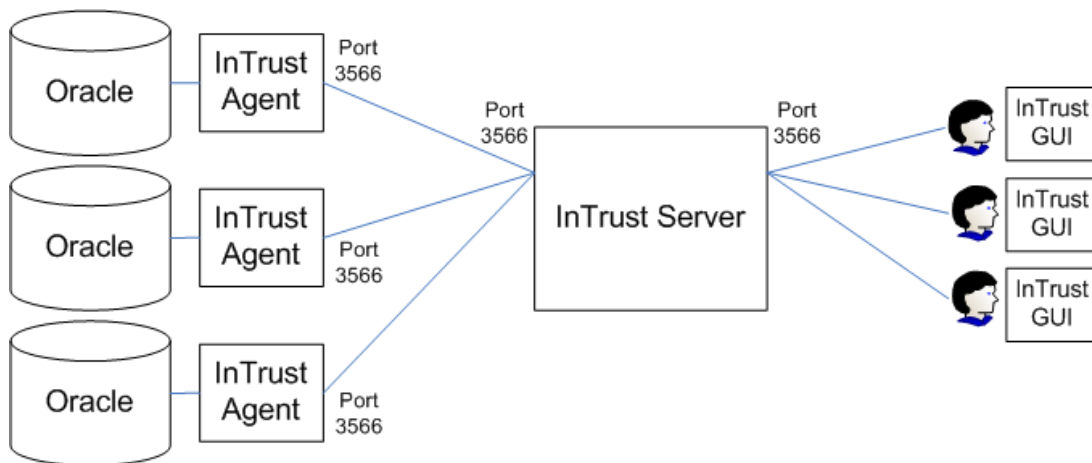 Oracle
InTrust
Agent
Port
3566
Oracle
InTrust
Agent
Port
3566
Oracle
InTrust
Agent
Port
3566
Port
3566
InTrust Server
Port
3566
InTrust
GUI
InTrust
GUI
InTrust
GUI